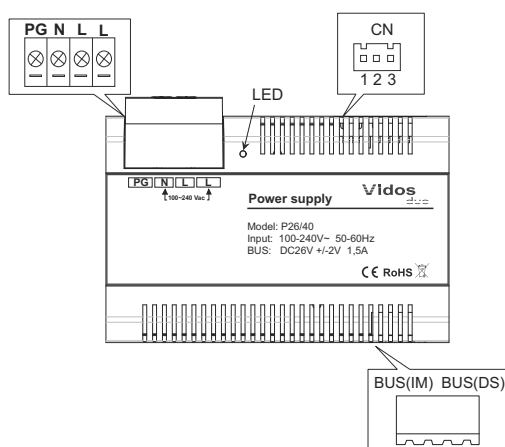 PG N L L
CN
1 2 3
LED
PG N L L
100~240 Vac
Power supply
Vidos
duo
Model: P26/40
Input: 100-240V~ 50-60Hz
BUS: DC26V +/-2V 1,5A
CE RoHS
BUS(IM) BUS(DS)